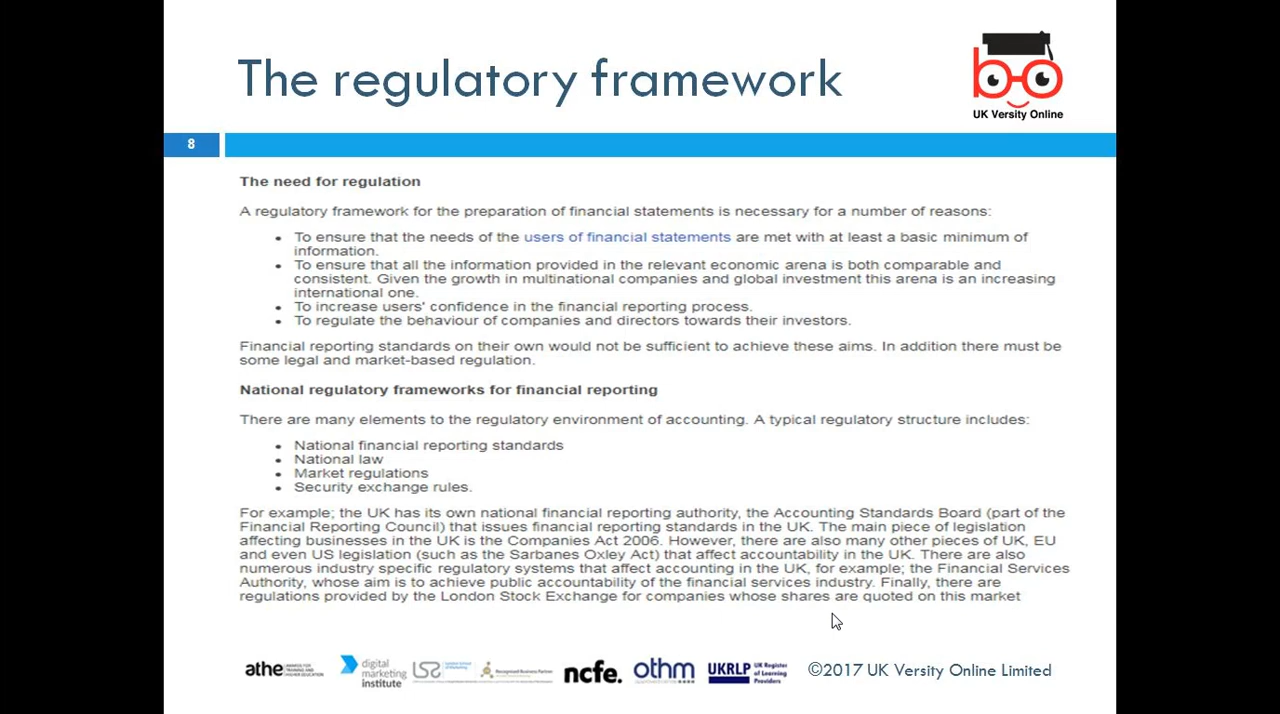 The regulatory framework
UK Versity Online
8
The need for regulation
A regulatory framework for the preparation of financial statements is necessary for a number of reasons:
• To ensure that the needs of the users of financial statements are met with at least a basic minimum of
information.
• To ensure that all the information provided in the relevant economic arena is both comparable and
consistent. Given the growth in multinational companies and global investment this arena is an increasing
international one.
• To increase users' confidence in the financial reporting process.
• To regulate the behaviour of companies and directors towards their investors.
Financial reporting standards on their own would not be sufficient to achieve these aims. In addition there must be
some legal and market-based regulation.
National regulatory frameworks for financial reporting
There are many elements to the regulatory environment of accounting. A typical regulatory structure includes:
• National financial reporting standards
• National law
• Market regulations
• Security exchange rules.
For example; the UK has its own national financial reporting authority, the Accounting Standards Board (part of the
Financial Reporting Council) that issues financial reporting standards in the UK. The main piece of legislation
affecting businesses in the UK is the Companies Act 2006. However, there are also many other pieces of UK, EU
and even US legislation (such as the Sarbanes Oxley Act) that affect accountability in the UK. There are also
numerous industry specific regulatory systems that affect accounting in the UK, for example; the Financial Services
Authority, whose aim is to achieve public accountability of the financial services industry. Finally, there are
regulations provided by the London Stock Exchange for companies whose shares are quoted on this market
athe
digital
marketing
institute
Recognised Business Partner
ncfe.
othm
UKRLP UK Register
of Learning
Providers
©2017 UK Versity Online Limited